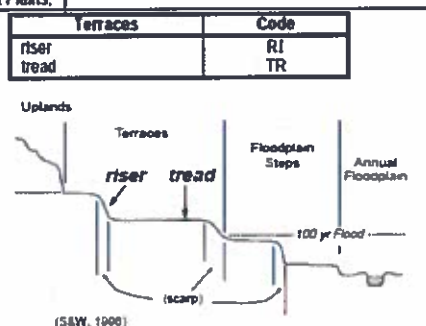 Plains,
Terraces Code
riser RI
tread TR
Uplands
Terraces
Floodplain
Steps
Annual
Floodplain
riser tread
100 yr Flood
(scarp)
(S&W, 1996)